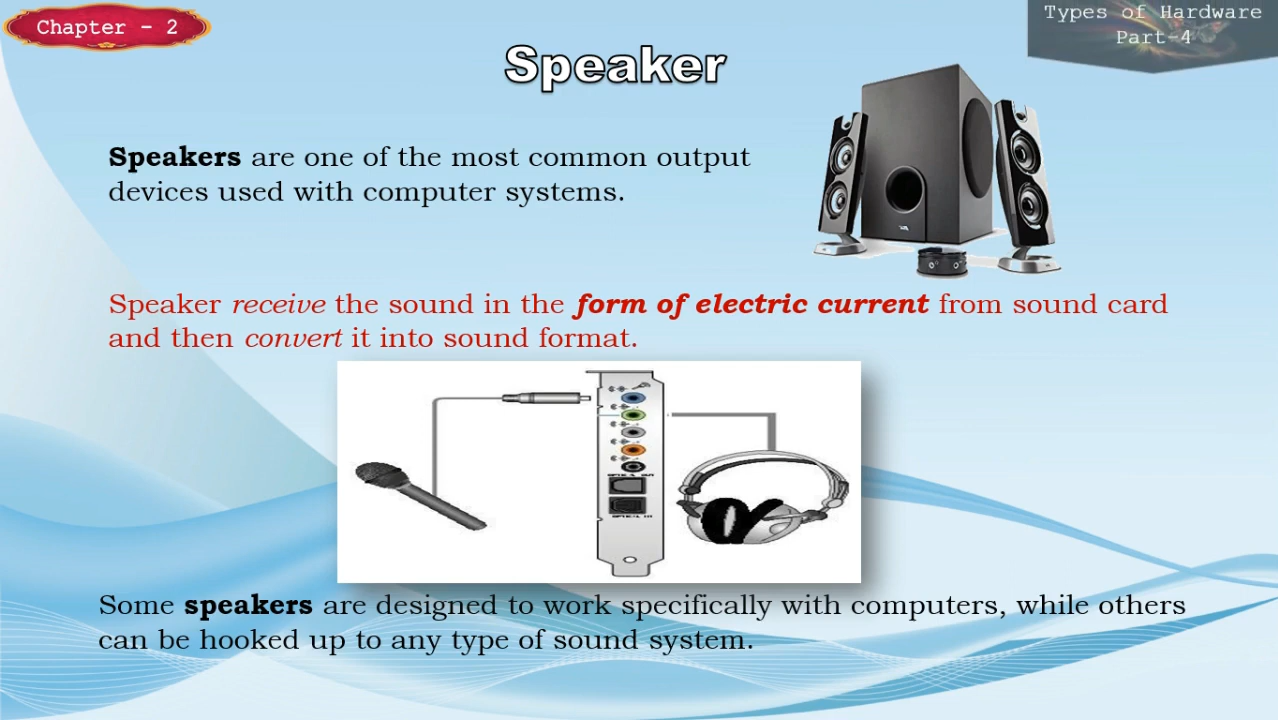 Chapter - 2
Types of Hardware
Part-4
Speaker
Speakers are one of the most common output
devices used with computer systems.
Speaker receive the sound in the form of electric current from sound card
and then convert it into sound format.
Some speakers are designed to work specifically with computers, while others
can be hooked up to any type of sound system.